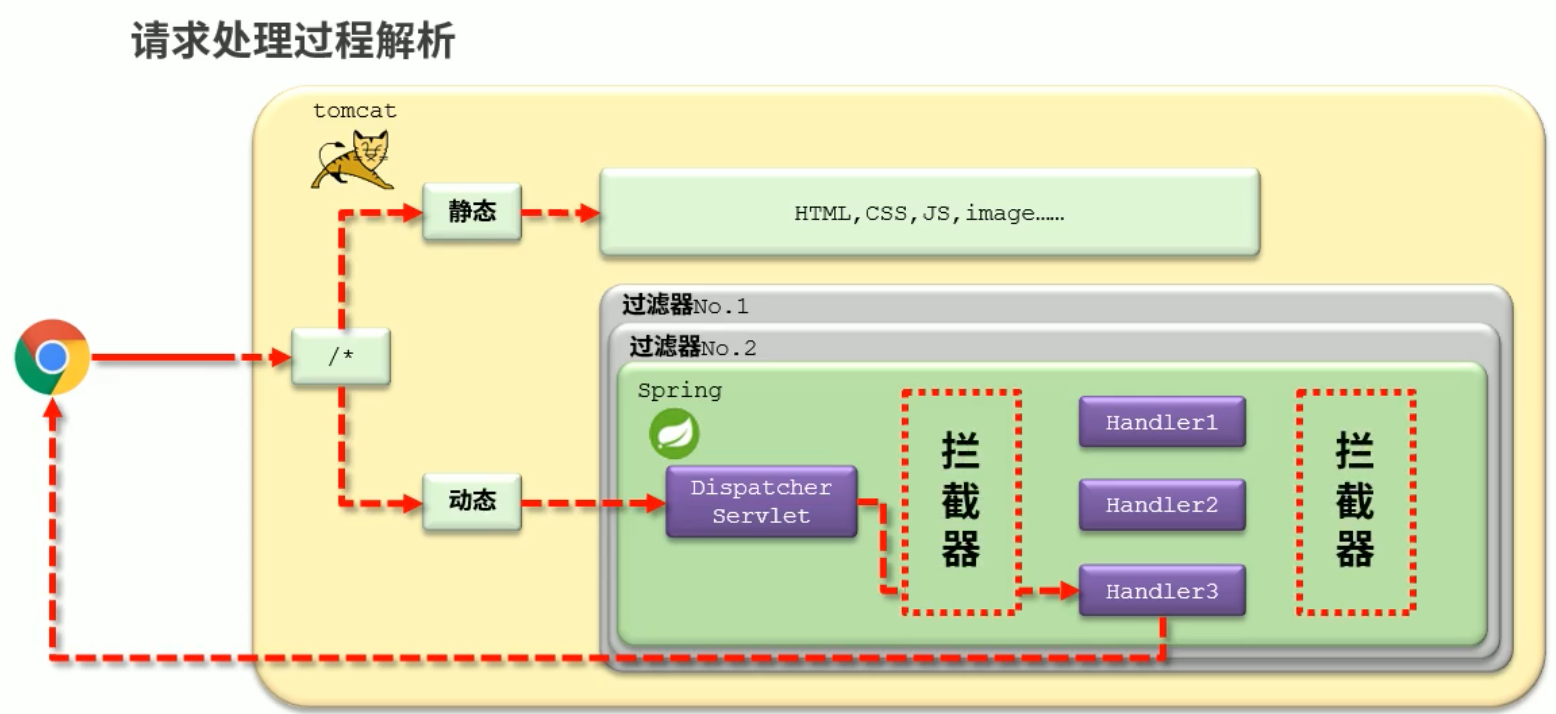 请求处理过程解析
tomcat
静态
HTML,CSS,JS,image……
过滤器No.1
/*
过滤器No.2
Spring
拦截器
Handler1
拦截器
动态
Dispatcher
Servlet
Handler2
Handler3